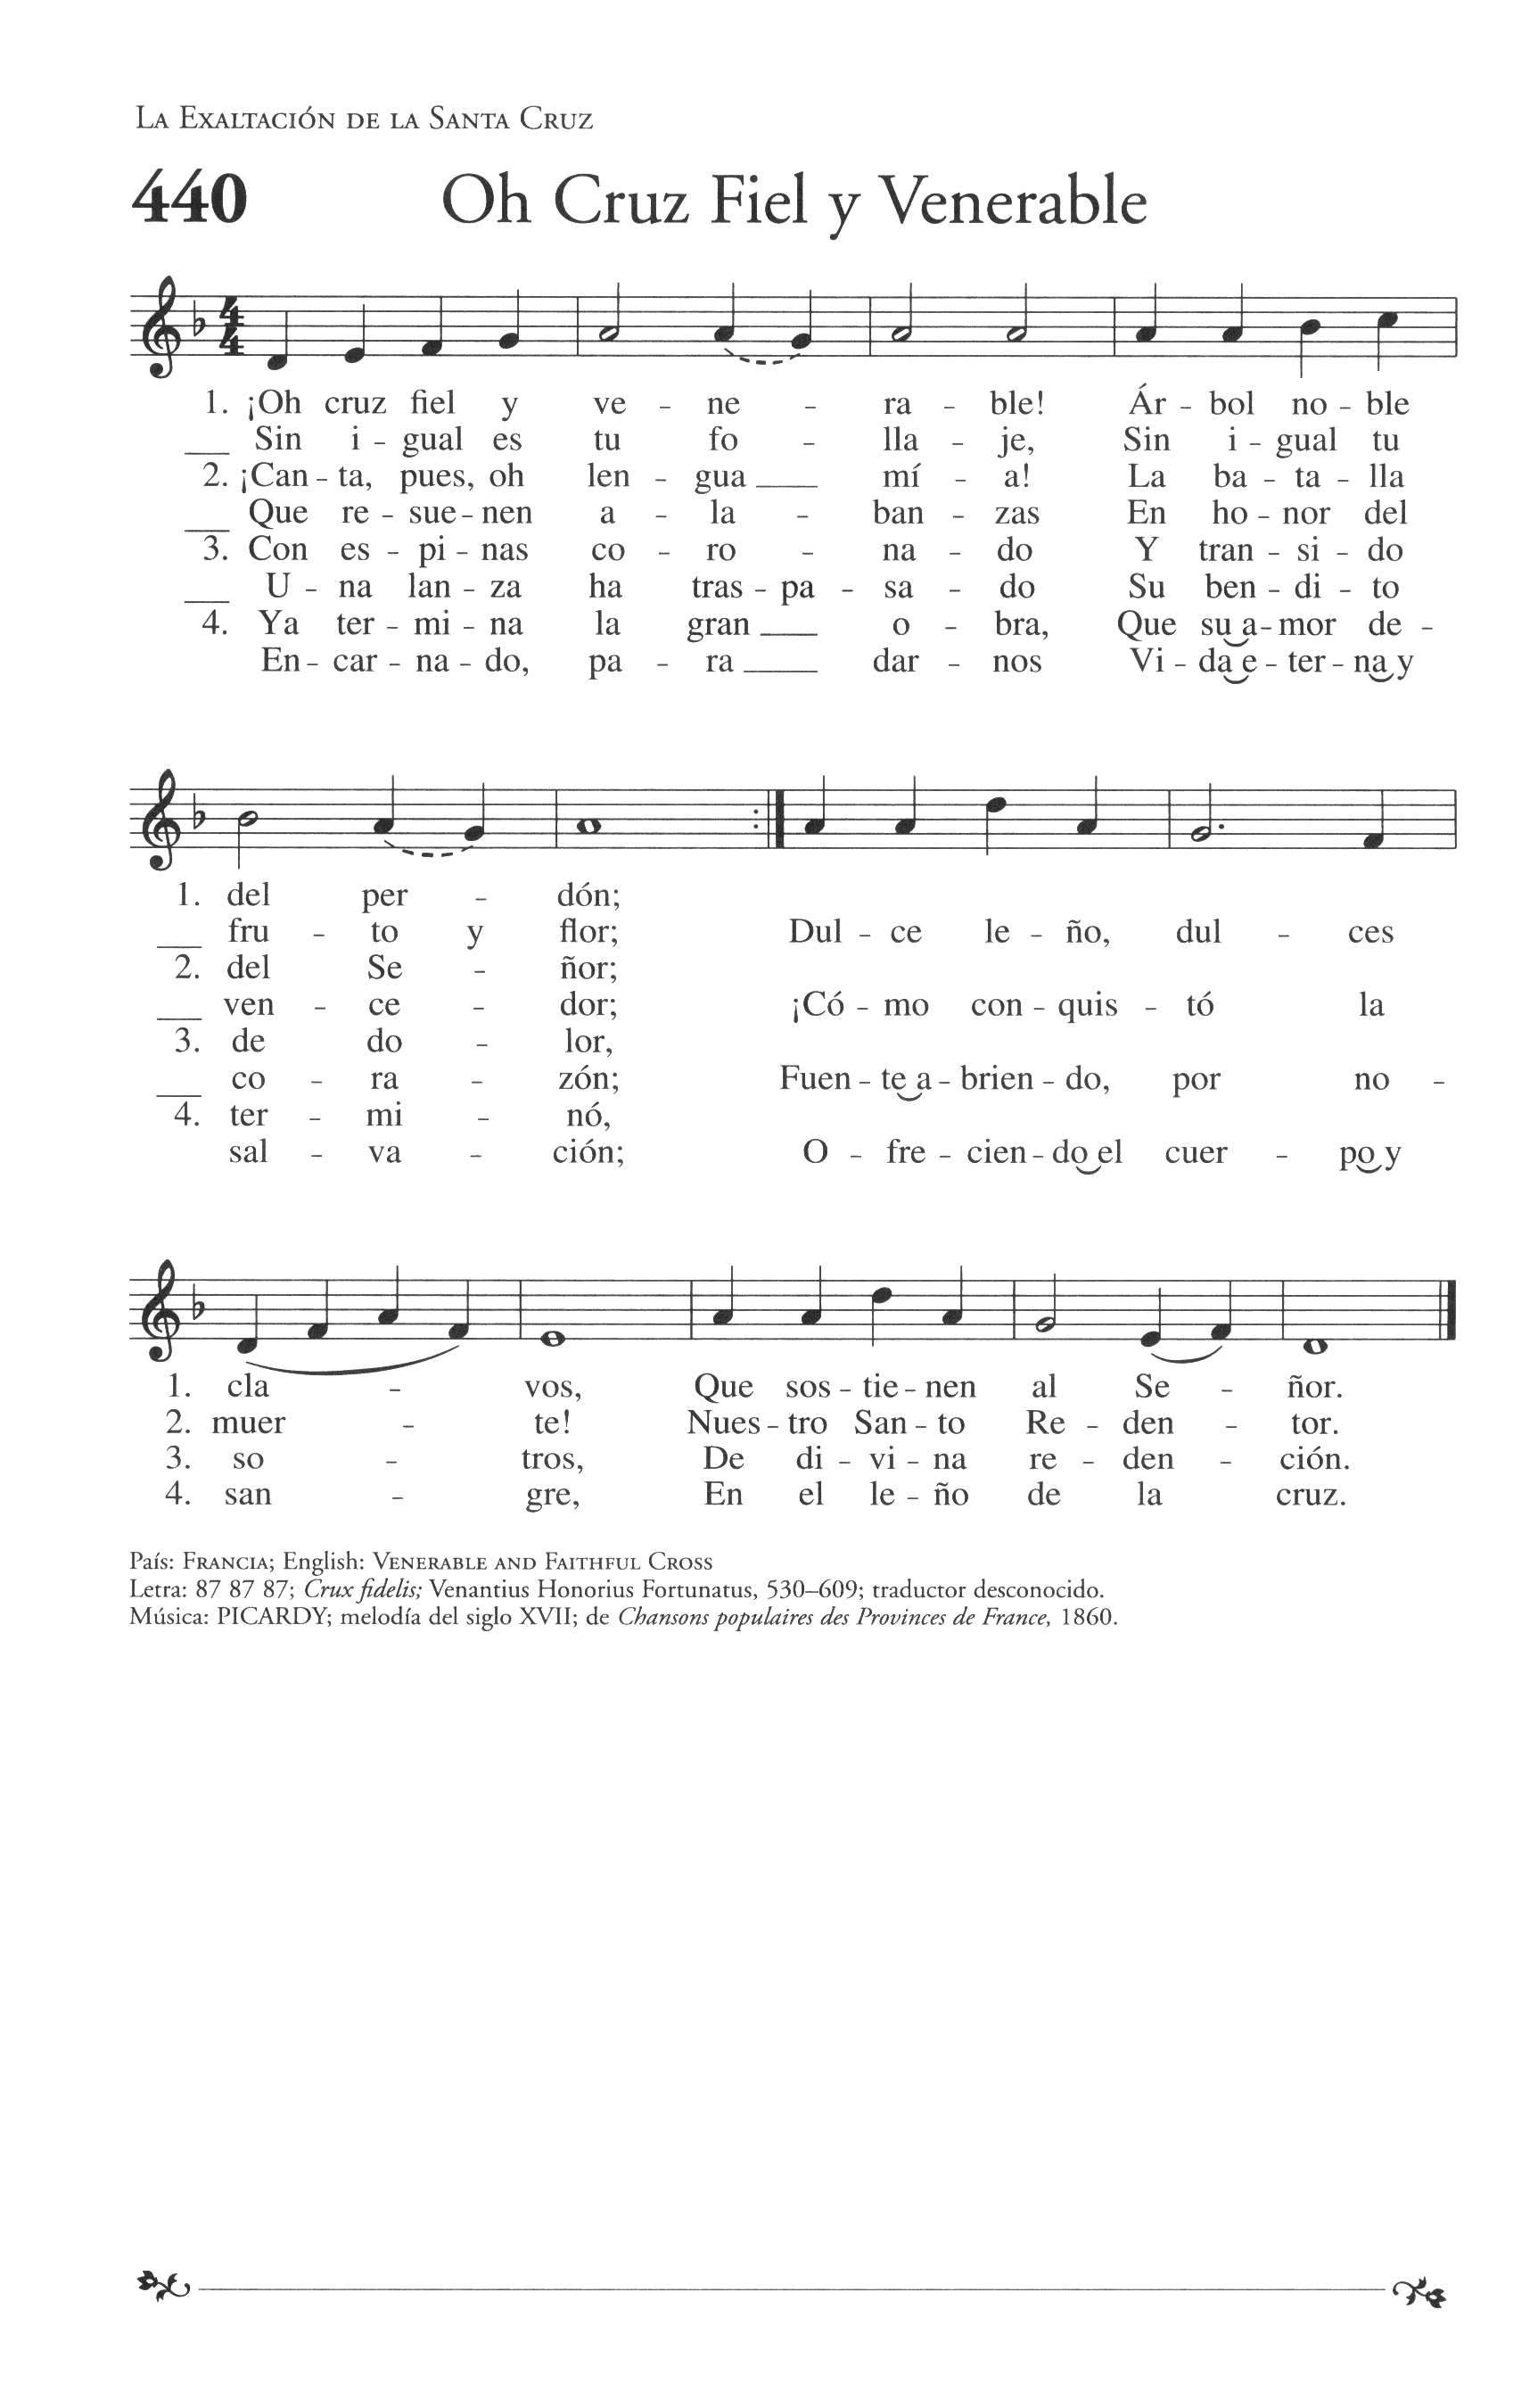 La Exaltación de la Santa Cruz
440 Oh Cruz Fiel y Venerable
1. ¡Oh cruz fiel y ve - ne - ra - ble! Ár - bol no - ble
Sin i - gual es tu fo - lla - je, Sin i - gual tu
2. ¡Can - ta, pues, oh len - gua mí - a! La ba - ta - lla
Que re - sue - nen a - la - ban - zas En ho - nor del
3. Con es - pi - nas co - ro - na - do Y tran - si - do
U - na lan - za ha tras - pa - sa - do Su ben - di - to
4. Ya ter - mi - na la gran o - bra, Que su a - mor de -
En - car - na - do, pa - ra dar - nos Vi - da e - ter - na y
1. del per - dón;
fru - to y flor; Dul - ce le - ño, dul - ces
2. del Se - ñor;
ven - ce - dor; ¡Có - mo con - quis - tó la
3. de do - lor,
co - ra - zón; Fuen - te a - brien - do, por no -
4. ter - mi - nó,
sal - va - ción; O - fre - cien - do el cuer - po y
1. cla - vos, Que sos - tie - nen al Se - ñor.
2. muer - te! Nues - tro San - to Re - den - tor.
3. so - tros, De di - vi - na re - den - ción.
4. san - gre, En el le - ño de la cruz.
País: Francia; English: Venerable and Faithful Cross
Letra: 87 87 87; Crux fidelis; Venantius Honorius Fortunatus, 530–609; traductor desconocido.
Música: PICARDY; melodía del siglo XVII; de Chansons populaires des Provinces de France, 1860.